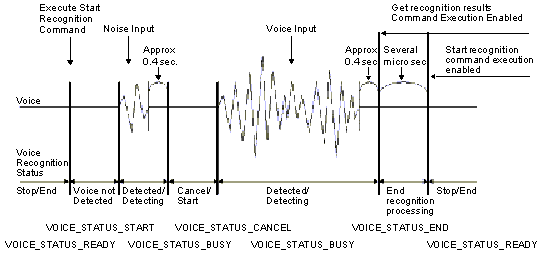 Execute Start
Recognition
Command
Noise Input
Approx
0.4 sec.
Voice Input
Approx
0.4 sec
Several
micro sec
Get recognition results
Command Execution Enabled
Start recognition
command execution
enabled
Voice
Voice
Recognition
Status
Stop/End
Voice not
Detected
Detected/
Detecting
Cancel/
Start
Detected/
Detecting
End
recognition
processing
Stop/End
VOICE_STATUS_START
VOICE_STATUS_CANCEL
VOICE_STATUS_END
VOICE_STATUS_READY
VOICE_STATUS_BUSY
VOICE_STATUS_BUSY
VOICE_STATUS_READY